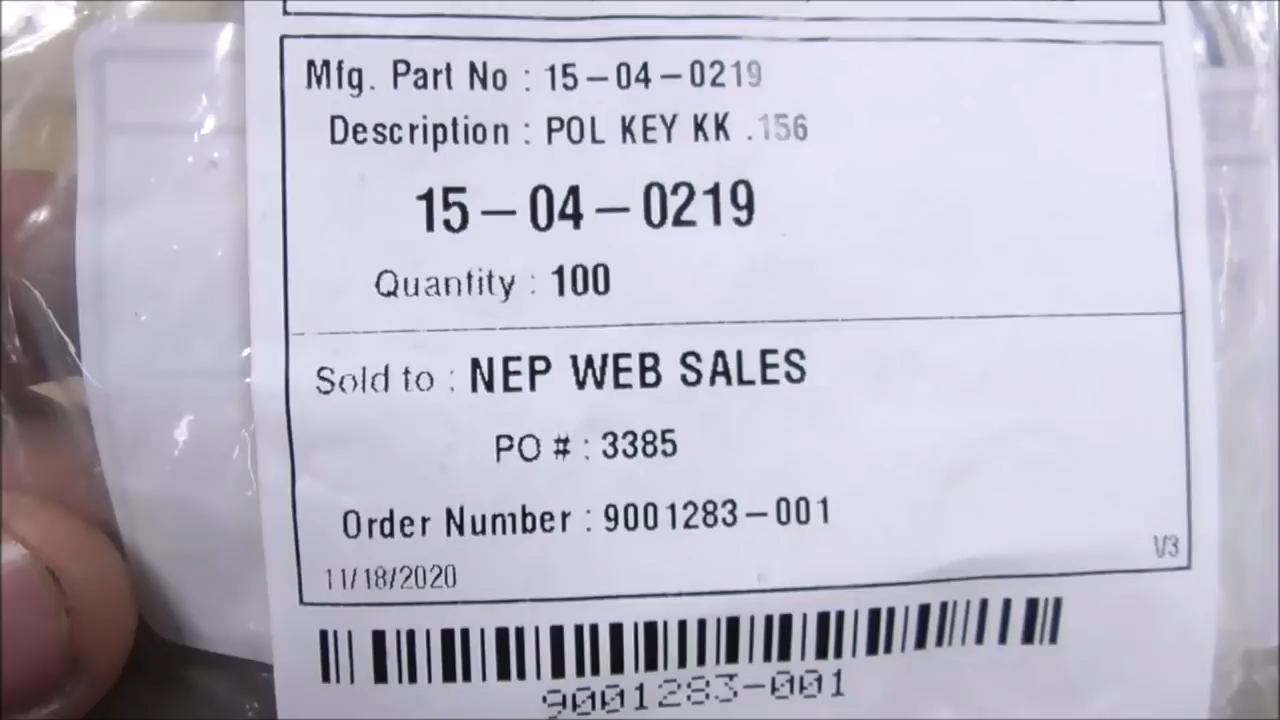 Mfg. Part No : 15-04-0219
Description : POL KEY KK .156
15-04-0219
Quantity : 100
Sold to : NEP WEB SALES
PO # : 3385
Order Number : 9001283-001
11/18/2020
V3
9001283-001